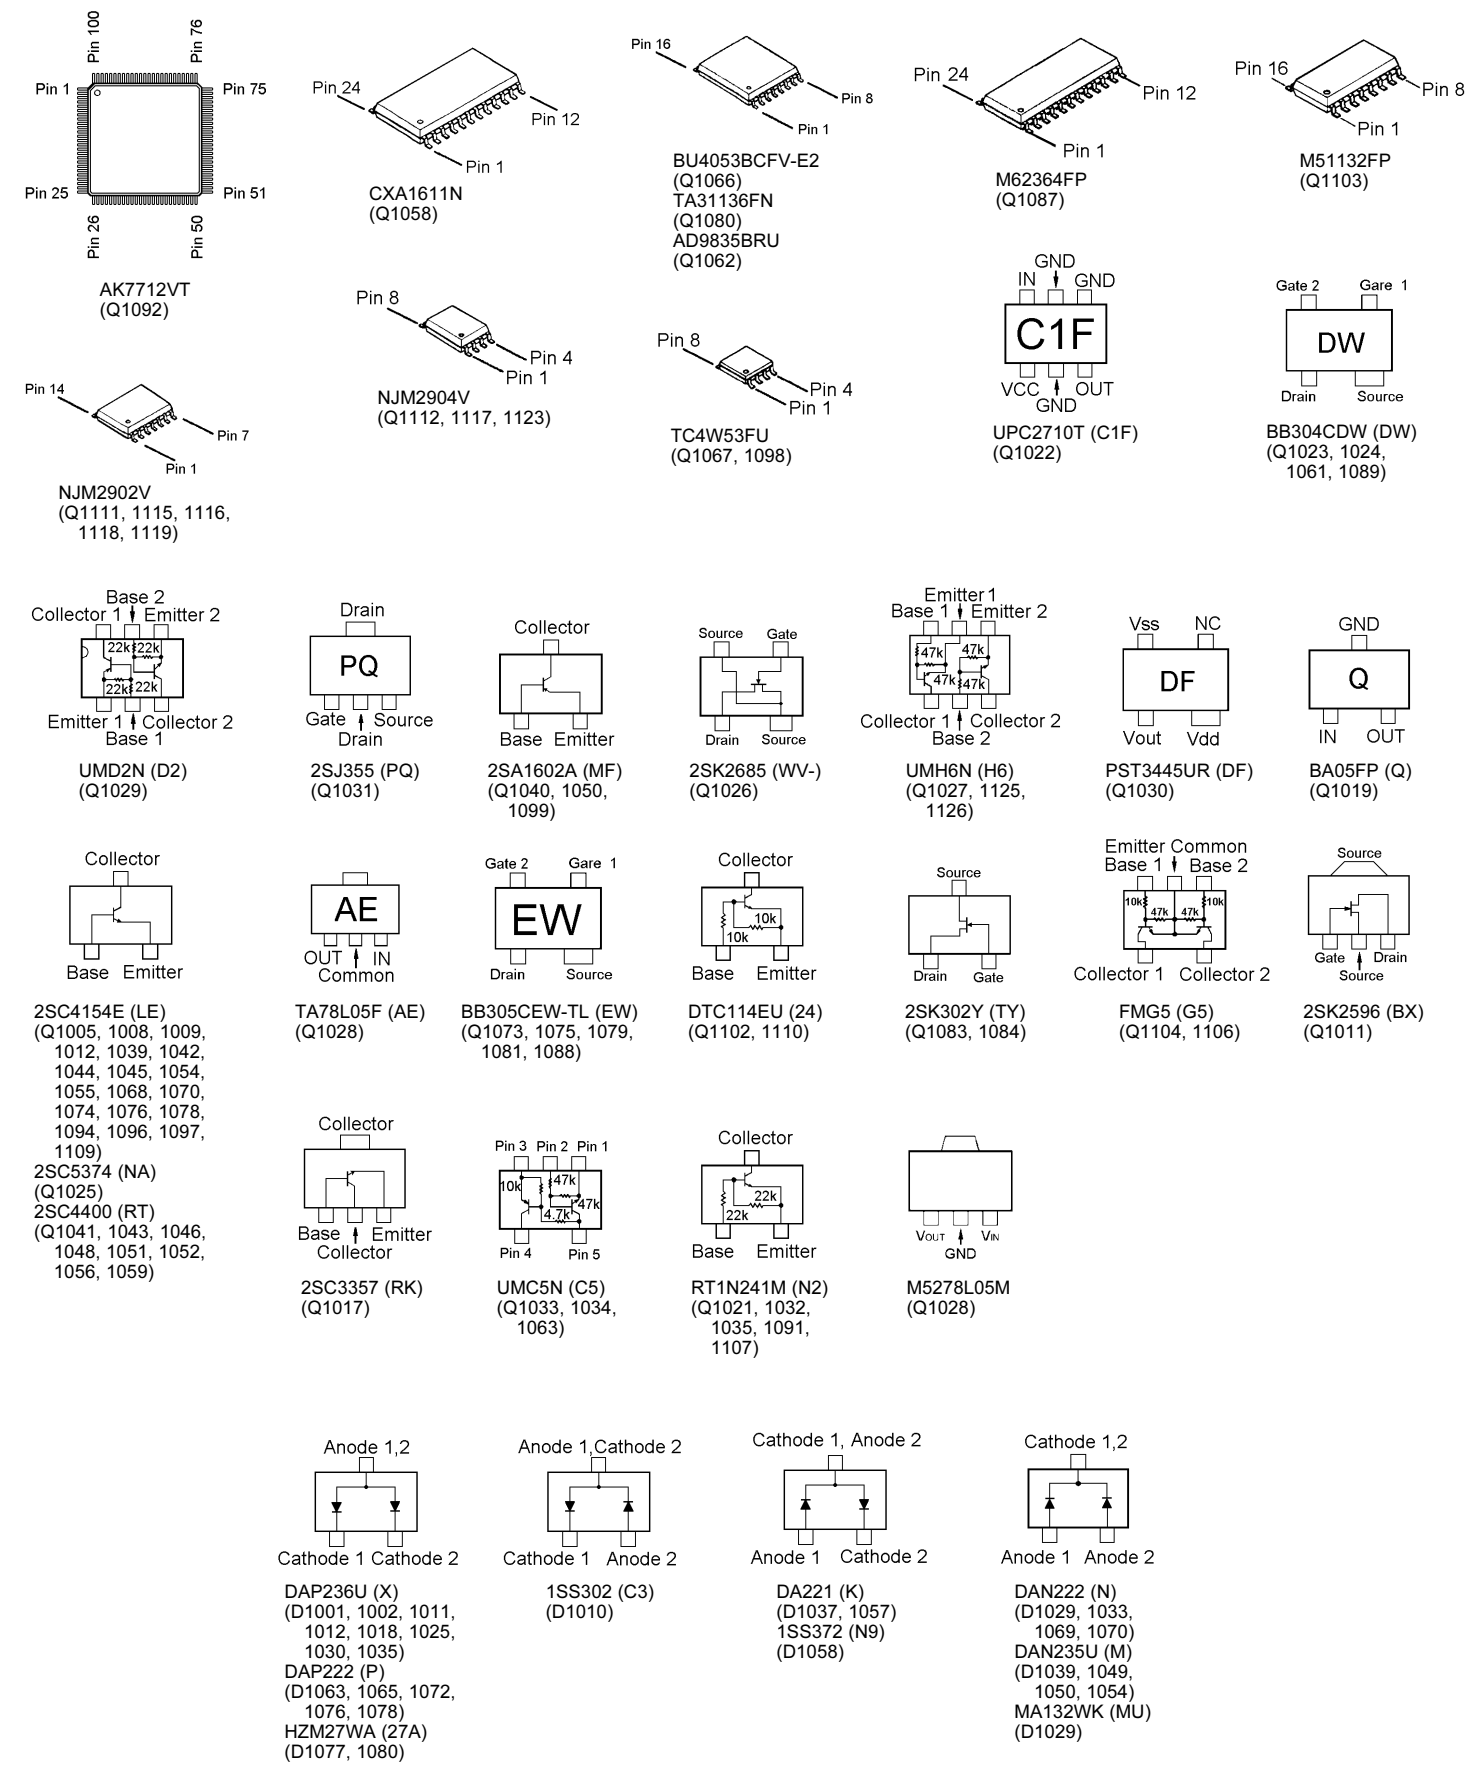 Pin 100
Pin 76
Pin 1
Pin 75
Pin 25
Pin 51
Pin 26
Pin 50
AK7712VT
(Q1092)
Pin 24
Pin 12
Pin 1
CXA1611N
(Q1058)
Pin 16
Pin 8
Pin 1
BU4053BCFV-E2
(Q1066)
TA31136FN
(Q1080)
AD9835BRU
(Q1062)
Pin 24
Pin 12
Pin 1
M62364FP
(Q1087)
Pin 16
Pin 8
Pin 1
M51132FP
(Q1103)
Pin 14
Pin 7
Pin 1
NJM2902V
(Q1111, 1115, 1116,
1118, 1119)
Pin 8
Pin 4
Pin 1
NJM2904V
(Q1112, 1117, 1123)
Pin 8
Pin 4
Pin 1
TC4W53FU
(Q1067, 1098)
GND
IN GND
C1F
VCC OUT
GND
UPC2710T (C1F)
(Q1022)
Gate 2 Gare 1
DW
Drain Source
BB304CDW (DW)
(Q1023, 1024,
1061, 1089)
Base 2
Collector 1 Emitter 2
22k 22k
22k 22k
Emitter 1 Collector 2
Base 1
UMD2N (D2)
(Q1029)
Drain
PQ
Gate Source
Drain
2SJ355 (PQ)
(Q1031)
Collector
Base Emitter
2SA1602A (MF)
(Q1040, 1050,
1099)
Source Gate
Drain Source
2SK2685 (WV-)
(Q1026)
Emitter 1
Base 1 Emitter 2
47k 47k
47k 47k
Collector 1 Collector 2
Base 2
UMH6N (H6)
(Q1027, 1125,
1126)
Vss NC
DF
Vout Vdd
PST3445UR (DF)
(Q1030)
GND
Q
IN OUT
BA05FP (Q)
(Q1019)
Collector
Base Emitter
2SC4154E (LE)
(Q1005, 1008, 1009,
1012, 1039, 1042,
1044, 1045, 1054,
1055, 1068, 1070,
1074, 1076, 1078,
1094, 1096, 1097,
1109)
2SC5374 (NA)
(Q1025)
2SC4400 (RT)
(Q1041, 1043, 1046,
1048, 1051, 1052,
1056, 1059)
AE
OUT IN
Common
TA78L05F (AE)
(Q1028)
Gate 2 Gare 1
EW
Drain Source
BB305CEW-TL (EW)
(Q1073, 1075, 1079,
1081, 1088)
Collector
10k
10k
Base Emitter
DTC114EU (24)
(Q1102, 1110)
Source
Drain Gate
2SK302Y (TY)
(Q1083, 1084)
Emitter Common
Base 1 Base 2
10k 10k
47k 47k
Collector 1 Collector 2
FMG5 (G5)
(Q1104, 1106)
Source
Gate Drain
Source
2SK2596 (BX)
(Q1011)
Collector
Base Emitter
Collector
2SC3357 (RK)
(Q1017)
Pin 3 Pin 2 Pin 1
10k 47k
47k
4.7k
Pin 4 Pin 5
UMC5N (C5)
(Q1033, 1034,
1063)
Collector
22k
22k
Base Emitter
RT1N241M (N2)
(Q1021, 1032,
1035, 1091,
1107)
VOUT VIN
GND
M5278L05M
(Q1028)
Anode 1,2
Cathode 1 Cathode 2
DAP236U (X)
(D1001, 1002, 1011,
1012, 1018, 1025,
1030, 1035)
DAP222 (P)
(D1063, 1065, 1072,
1076, 1078)
HZM27WA (27A)
(D1077, 1080)
Anode 1,Cathode 2
Cathode 1 Anode 2
1SS302 (C3)
(D1010)
Cathode 1, Anode 2
Anode 1 Cathode 2
DA221 (K)
(D1037, 1057)
1SS372 (N9)
(D1058)
Cathode 1,2
Anode 1 Anode 2
DAN222 (N)
(D1029, 1033,
1069, 1070)
DAN235U (M)
(D1039, 1049,
1050, 1054)
MA132WK (MU)
(D1029)